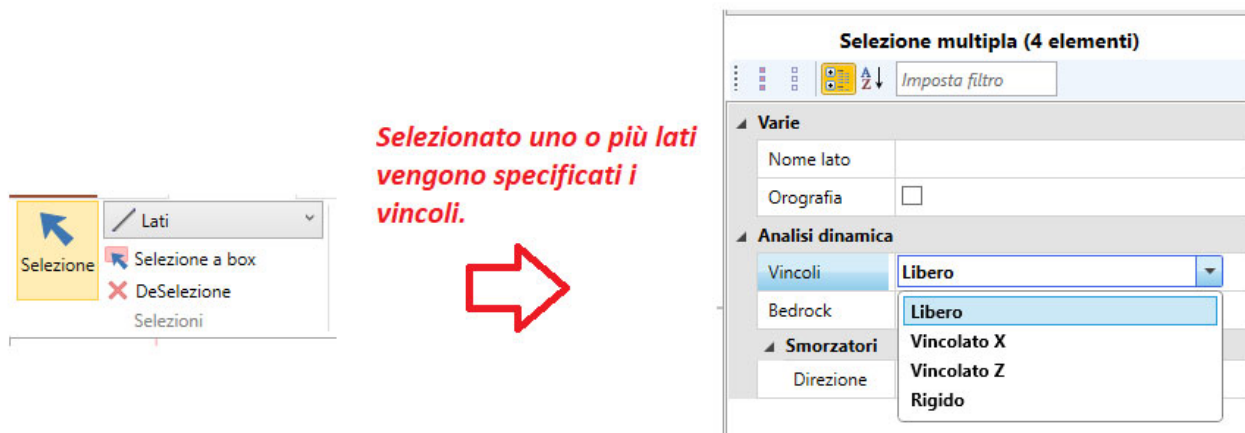 Selezione
Lati
Selezione a box
DeSelezione
Selezioni
Selezionato uno o più lati
vengono specificati i
vincoli.
Selezione multipla (4 elementi)
A
Z
Imposta filtro
Varie
Nome lato
Orografia
Analisi dinamica
Vincoli
Libero
Bedrock
Libero
Vincolato X
Smorzatori
Vincolato Z
Direzione
Rigido